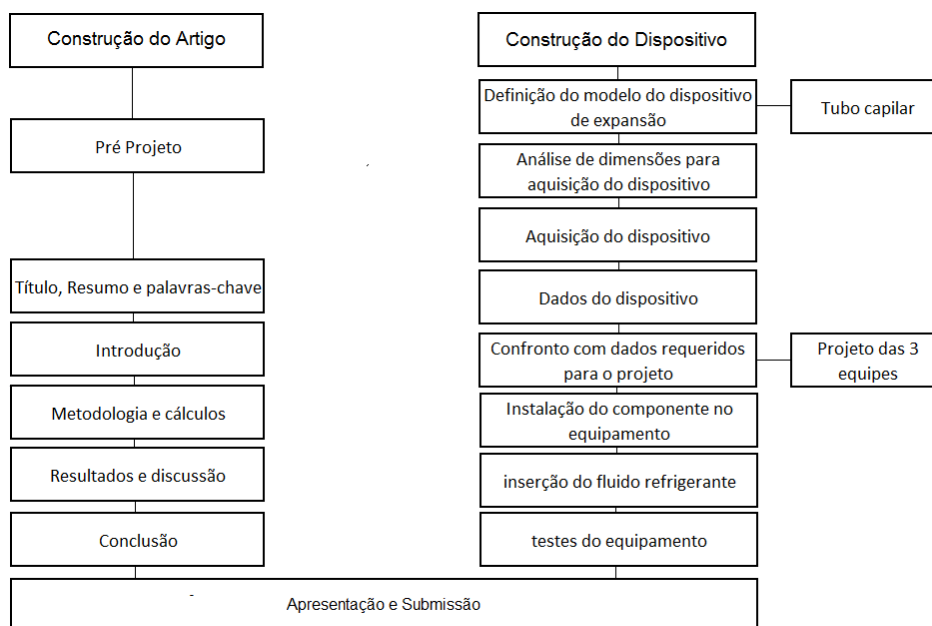 Construção do Artigo
Pré Projeto
Título, Resumo e palavras-chave
Introdução
Metodologia e cálculos
Resultados e discussão
Conclusão
Construção do Dispositivo
Definição do modelo do dispositivo
de expansão
Tubo capilar
Análise de dimensões para
aquisição do dispositivo
Aquisição do dispositivo
Dados do dispositivo
Confronto com dados requeridos
para o projeto
Projeto das 3
equipes
Instalação do componente no
equipamento
inserção do fluido refrigerante
testes do equipamento
Apresentação e Submissão